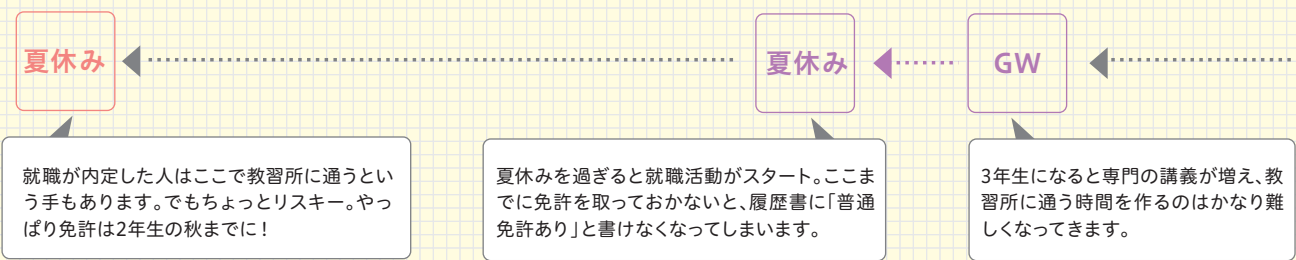 GW
3年生になると専門の講義が増え、教
習所に通う時間を作るのはかなり難
しくなってきます。
夏休み
夏休みを過ぎると就職活動がスタート。ここま
でに免許を取っておかないと、履歴書に「普通
免許あり」と書けなくなってしまいます。
夏休み
就職が内定した人はここで教習所に通うとい
う手もあります。でもちょっとリスキー。やっ
ぱり免許は2年生の秋までに！